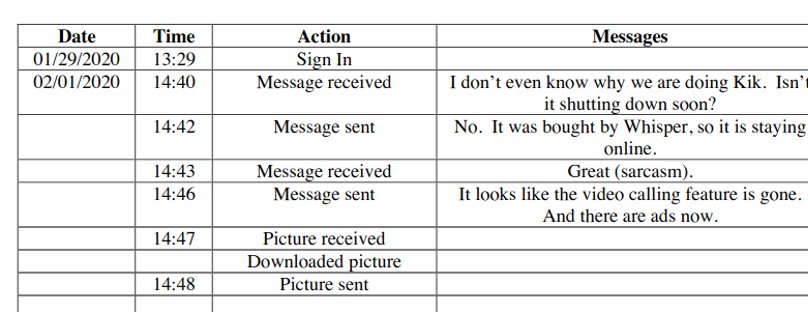 Date Time Action Messages
01/29/2020 13:29 Sign In
02/01/2020 14:40 Message received I don’t even know why we are doing Kik. Isn’t
it shutting down soon?
14:42 Message sent No. It was bought by Whisper, so it is staying
online.
14:43 Message received Great (sarcasm).
14:46 Message sent It looks like the video calling feature is gone.
And there are ads now.
14:47 Picture received
Downloaded picture
14:48 Picture sent